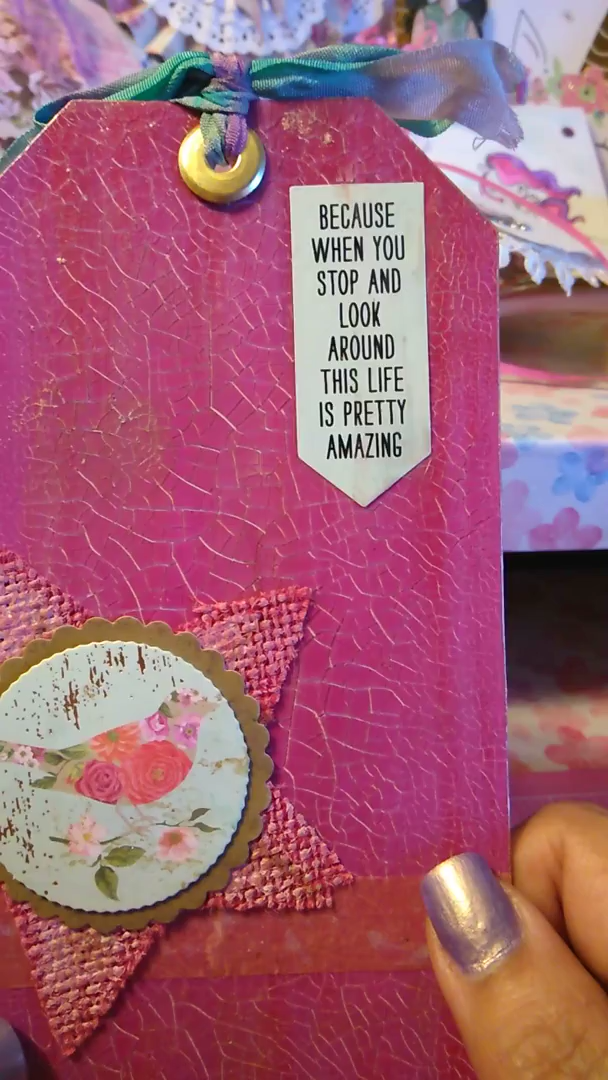 BECAUSE
WHEN YOU
STOP AND
LOOK
AROUND
THIS LIFE
IS PRETTY
AMAZING